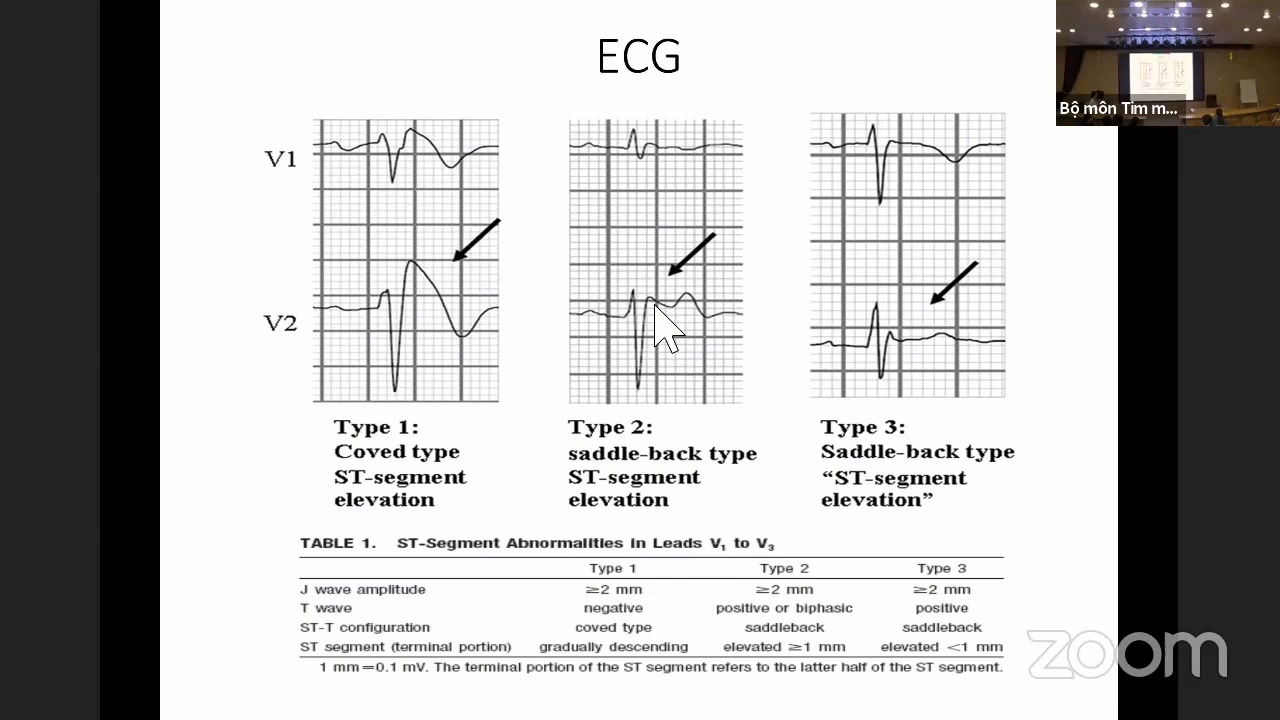 ECG
Bộ môn Tim m...
V1
V2
Type 1:
Coved type
ST-segment
elevation
Type 2:
saddle-back type
ST-segment
elevation
Type 3:
Saddle-back type
“ST-segment
elevation”
TABLE 1. ST-Segment Abnormalities in Leads V1 to V3
Type 1 Type 2 Type 3
J wave amplitude ≥2 mm ≥2 mm ≥2 mm
T wave negative positive or biphasic positive
ST-T configuration coved type saddleback saddleback
ST segment (terminal portion) gradually descending elevated ≥1 mm elevated <1 mm
1 mm=0.1 mV. The terminal portion of the ST segment refers to the latter half of the ST segment.
zoom